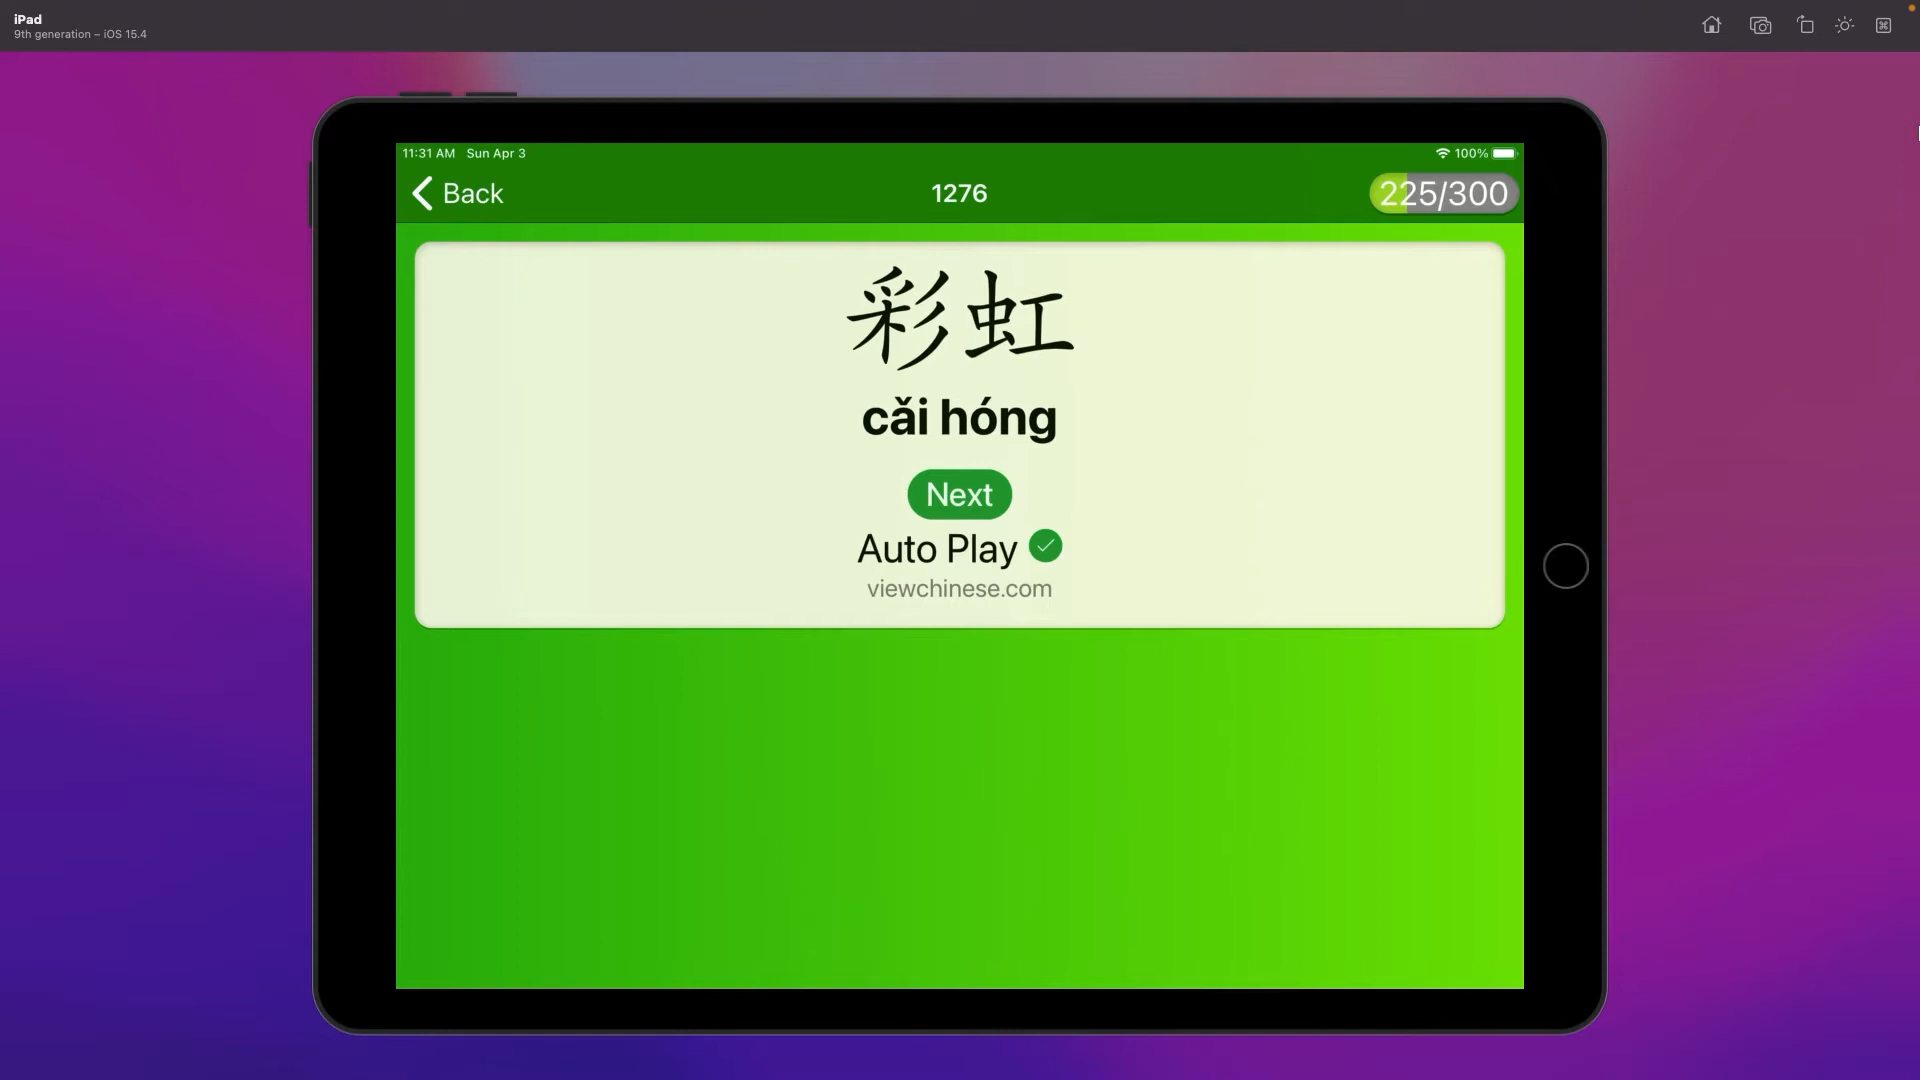 iPad
9th generation – iOS 15.4
11:31 AM Sun Apr 3
100%
Back
1276
225/300
彩虹
cǎi hóng
Next
Auto Play
viewchinese.com